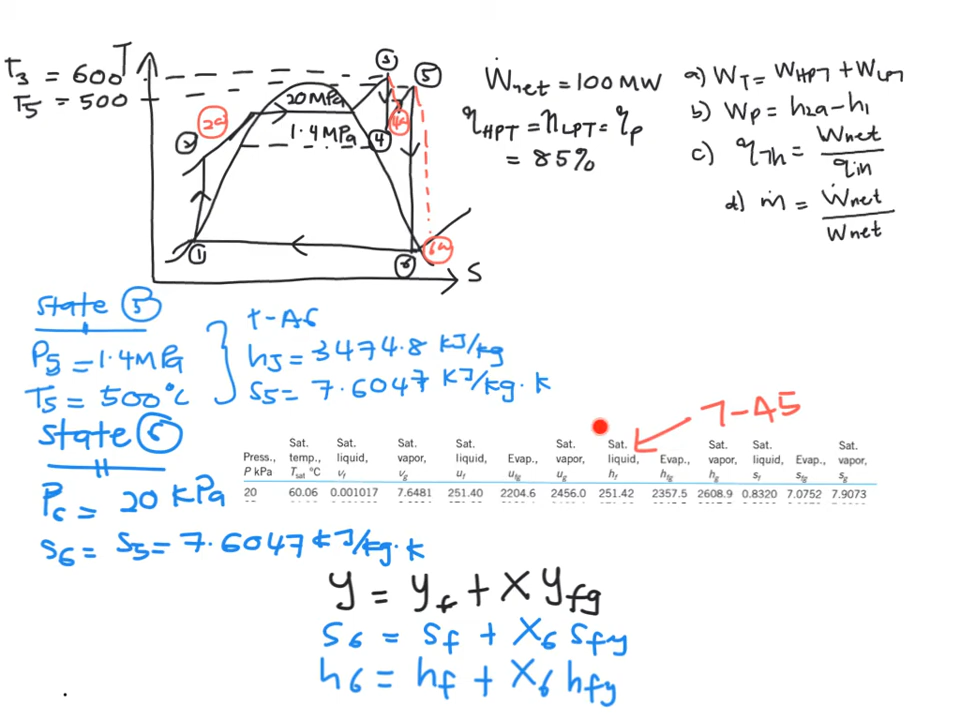 T
T3 = 600
T5 = 500
20 MPa
1.4 MPa
3
5
2
2a
4
4a
1
6
6a
S
Ẇnet = 100 MW
ηHPT = ηLPT = ηp
= 85%
a) WT = WHPT + WLPT
b) WP = h2a - h1
c) ηTh = Wnet / qin
d) ṁ = Ẇnet / Wnet
State 5
P5 = 1.4 MPa
T5 = 500°C
t-A6
h5 = 3474.8 kJ/kg
s5 = 7.6047 kJ/kg.k
State 6
P6 = 20 kPa
s6 = s5 = 7.6047 kJ/kg.k
T-A5
Sat. Sat. Sat. Sat. Sat. Sat. Sat. Sat. Sat.
Press., temp., liquid, vapor, liquid, Evap., vapor, liquid, Evap., vapor, liquid, Evap., vapor,
P kPa Tsat °C vf vg uf ufg ug hf hfg hg sf sfg sg
20 60.06 0.001017 7.6481 251.40 2204.6 2456.0 251.42 2357.5 2608.9 0.8320 7.0752 7.9073
y = yf + x yfg
s6 = sf + x6 sfg
h6 = hf + x6 hfg